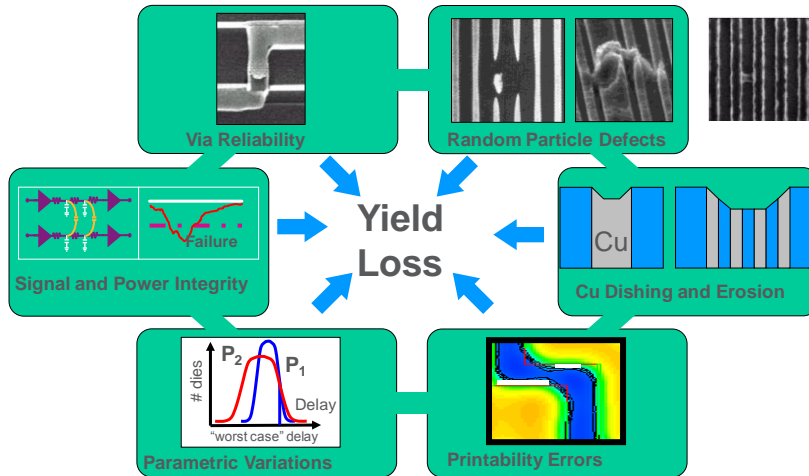 Via Reliability
Random Particle Defects
Yield
Loss
Failure
Signal and Power Integrity
Cu
Cu Dishing and Erosion
# dies
P2
P1
Delay
"worst case" delay
Parametric Variations
Printability Errors